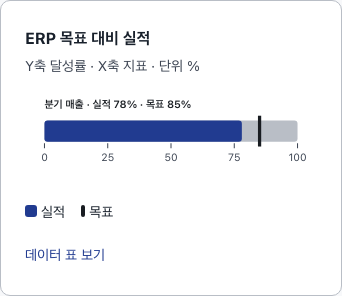 ERP 목표 대비 실적
Y축 달성률 · X축 지표 · 단위 %
분기 매출 · 실적 78% · 목표 85%
0 25 50 75 100
실적 목표
데이터 표 보기